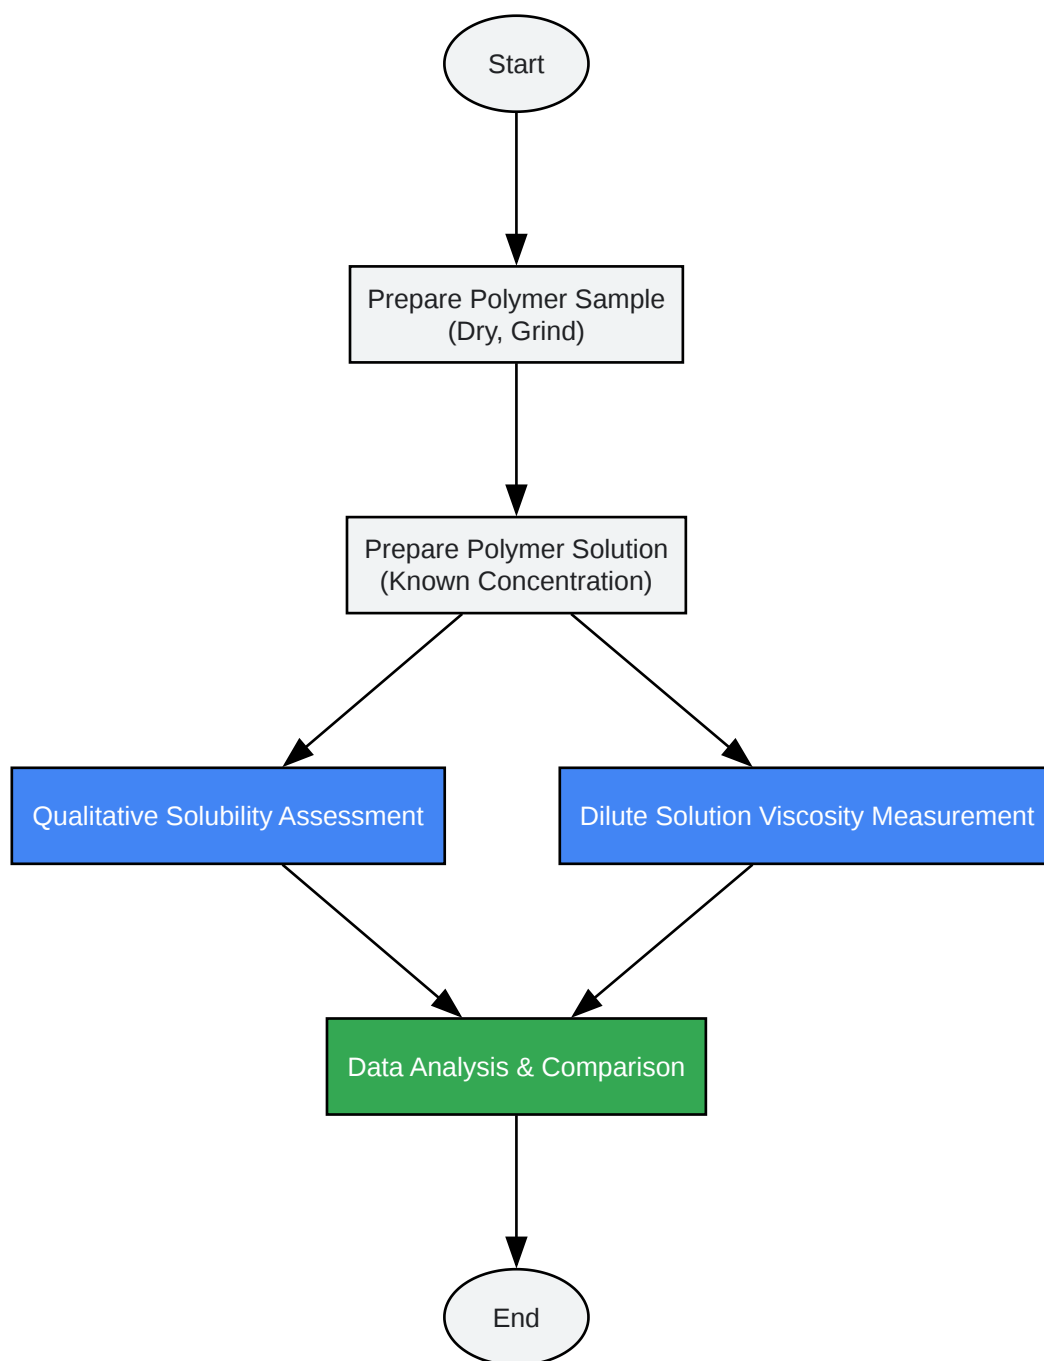 Start
Prepare Polymer Sample
(Dry, Grind)
Prepare Polymer Solution
(Known Concentration)
Qualitative Solubility Assessment
Dilute Solution Viscosity Measurement
Data Analysis & Comparison
End